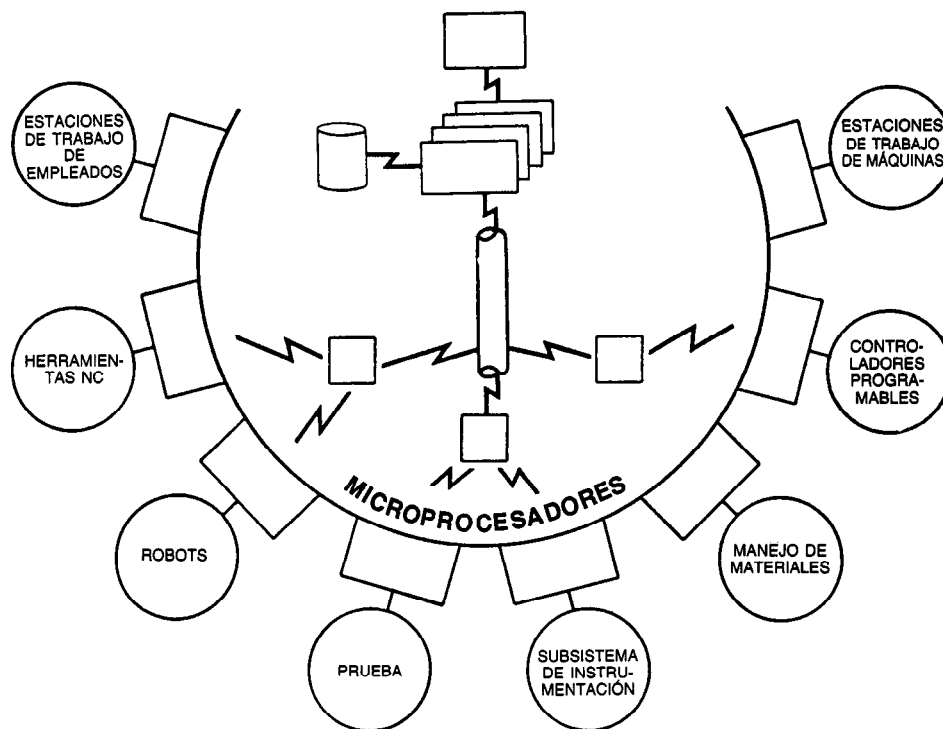 ESTACIONES
DE TRABAJO
DE
EMPLEADOS
ESTACIONES
DE TRABAJO
DE MÁQUINAS
HERRAMIEN-
TAS NC
CONTRO-
LADORES
PROGRA-
MABLES
MICROPROCESADORES
ROBOTS
MANEJO DE
MATERIALES
PRUEBA
SUBSISTEMA
DE INSTRU-
MENTACIÓN